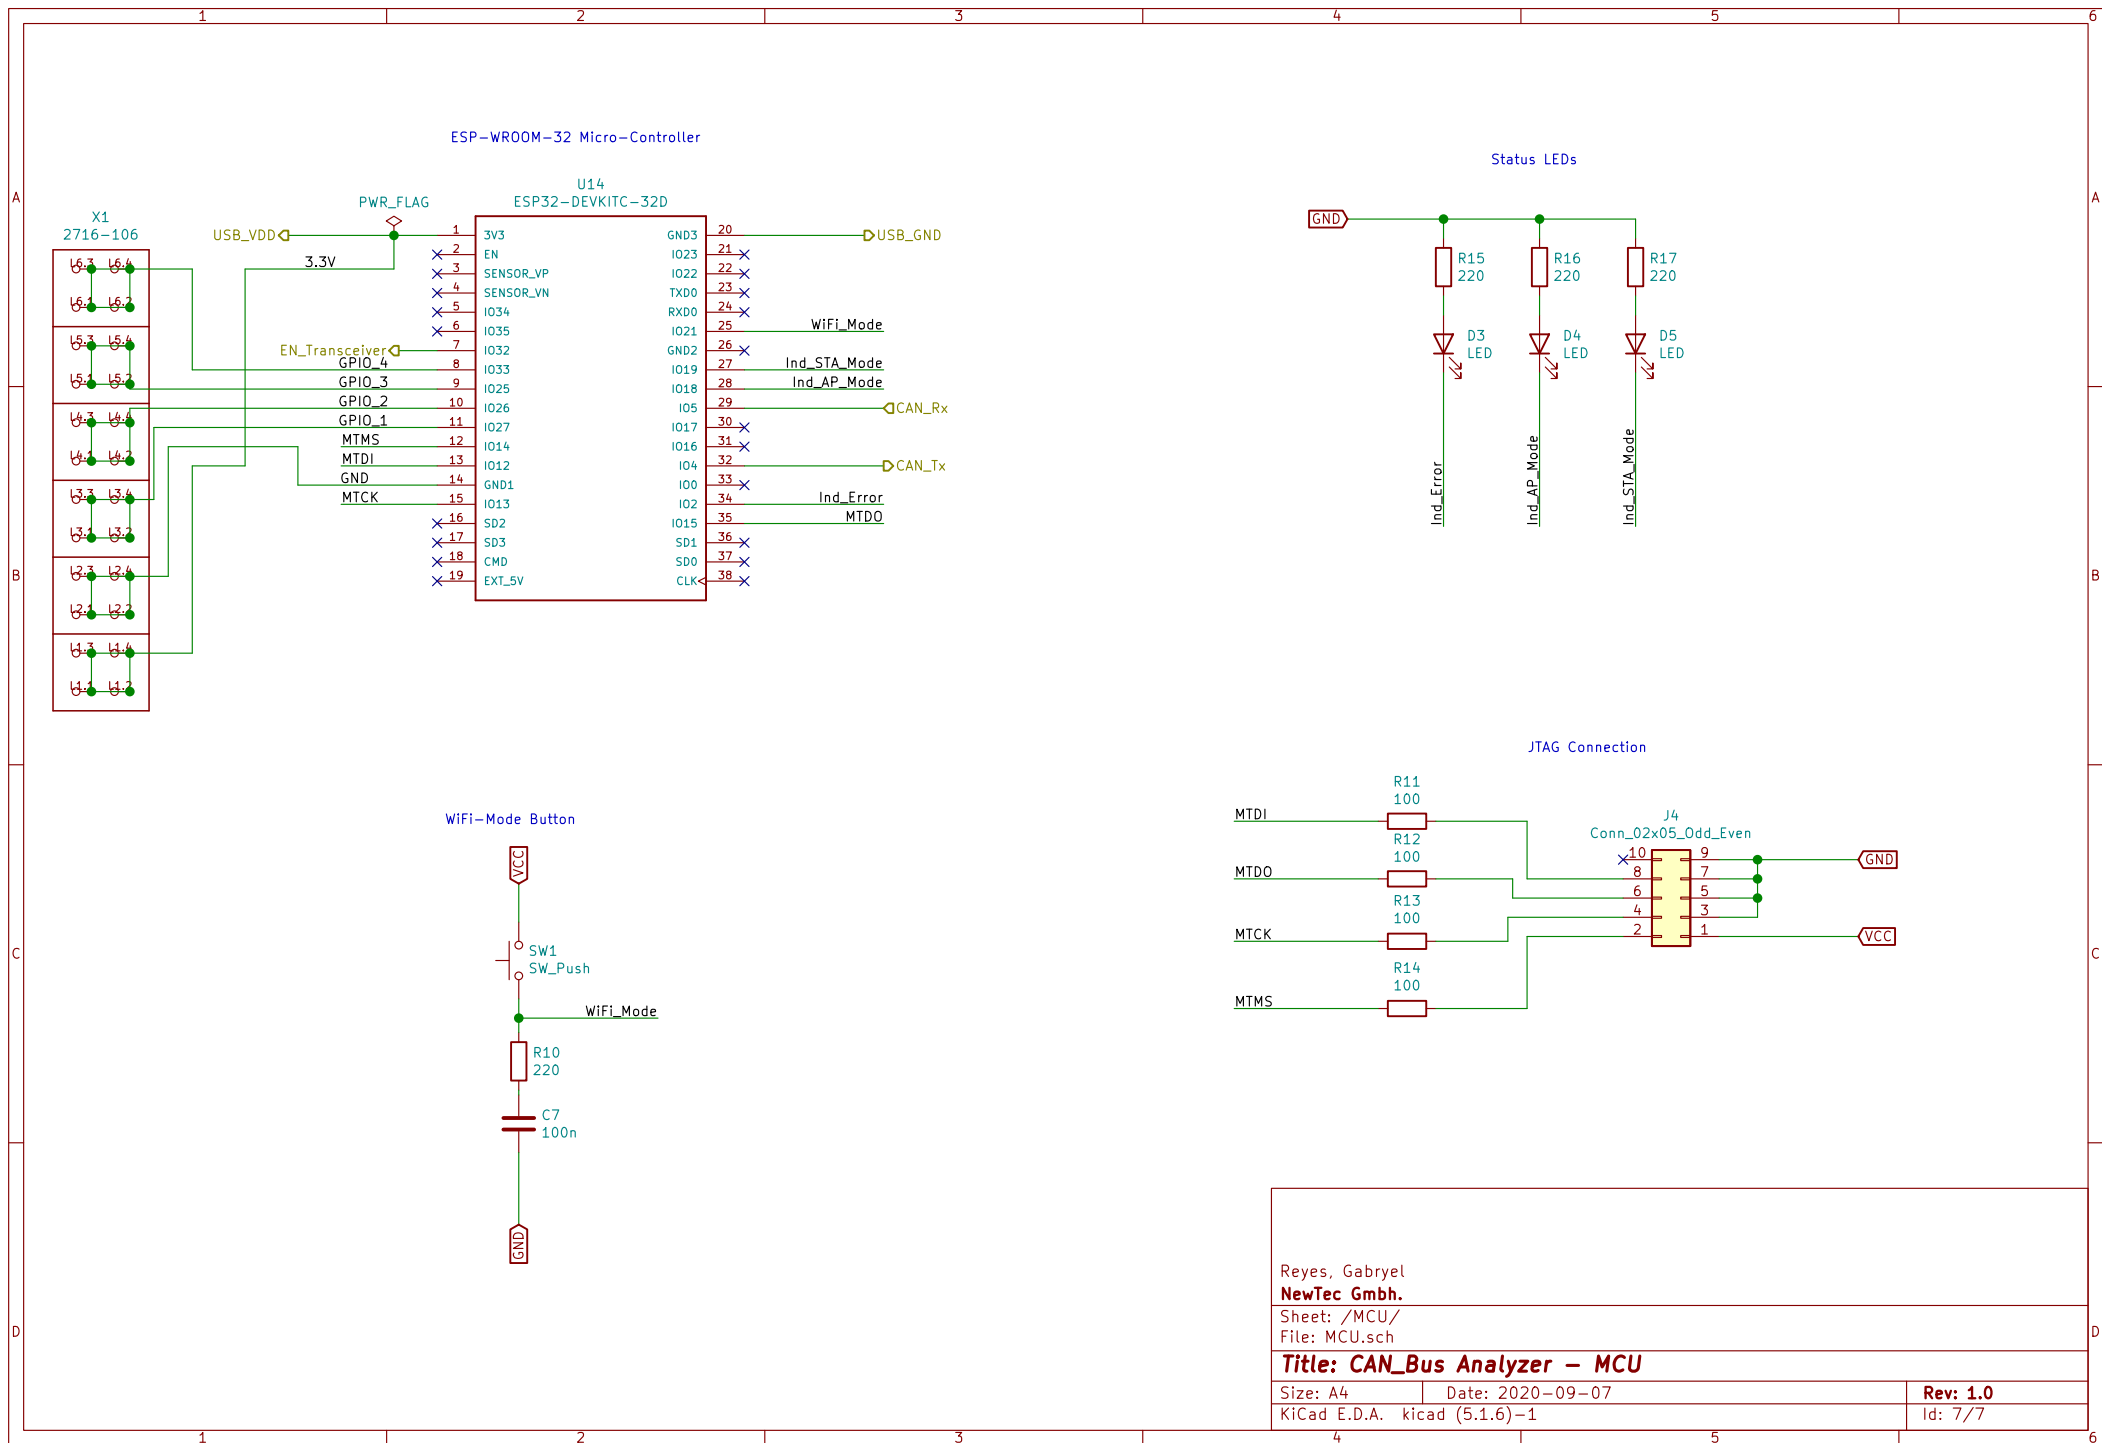 1 2 3 4 5 6
A
B
C
D
A
B
C
D
1 2 3 4 5 6
ESP-WROOM-32 Micro-Controller
U14
ESP32-DEVKITC-32D
PWR_FLAG
X1
2716-106
L6.3 L6.4
L6.1 L6.2
L5.3 L5.4
L5.1 L5.2
L4.3 L4.4
L4.1 L4.2
L3.3 L3.4
L3.1 L3.2
L2.3 L2.4
L2.1 L2.2
L1.3 L1.4
L1.1 L1.2
USB_VDD
3.3V
EN_Transceiver
GPIO_4
GPIO_3
GPIO_2
GPIO_1
MTMS
MTDI
GND
MTCK
1 3V3
2 EN
3 SENSOR_VP
4 SENSOR_VN
5 IO34
6 IO35
7 IO32
8 IO33
9 IO25
10 IO26
11 IO27
12 IO14
13 IO12
14 GND1
15 IO13
16 SD2
17 SD3
18 CMD
19 EXT_5V
GND3 20 USB_GND
IO23 21
IO22 22
TXD0 23
RXD0 24
IO21 25 WiFi_Mode
GND2 26
IO19 27 Ind_STA_Mode
IO18 28 Ind_AP_Mode
IO5 29 CAN_Rx
IO17 30
IO16 31
IO4 32 CAN_Tx
IO0 33
IO2 34 Ind_Error
IO15 35 MTDO
SD1 36
SD0 37
CLK 38
Status LEDs
GND
R15
220
R16
220
R17
220
D3
LED
D4
LED
D5
LED
Ind_Error
Ind_AP_Mode
Ind_STA_Mode
WiFi-Mode Button
VCC
SW1
SW_Push
WiFi_Mode
R10
220
C7
100n
GND
JTAG Connection
R11
100
MTDI
R12
100
MTDO
R13
100
MTCK
R14
100
MTMS
J4
Conn_02x05_Odd_Even
10 9 GND
8 7
6 5
4 3
2 1 VCC
Reyes, Gabryel
NewTec Gmbh.
Sheet: /MCU/
File: MCU.sch
Title: CAN_Bus Analyzer - MCU
Size: A4 Date: 2020-09-07 Rev: 1.0
KiCad E.D.A. kicad (5.1.6)-1 Id: 7/7